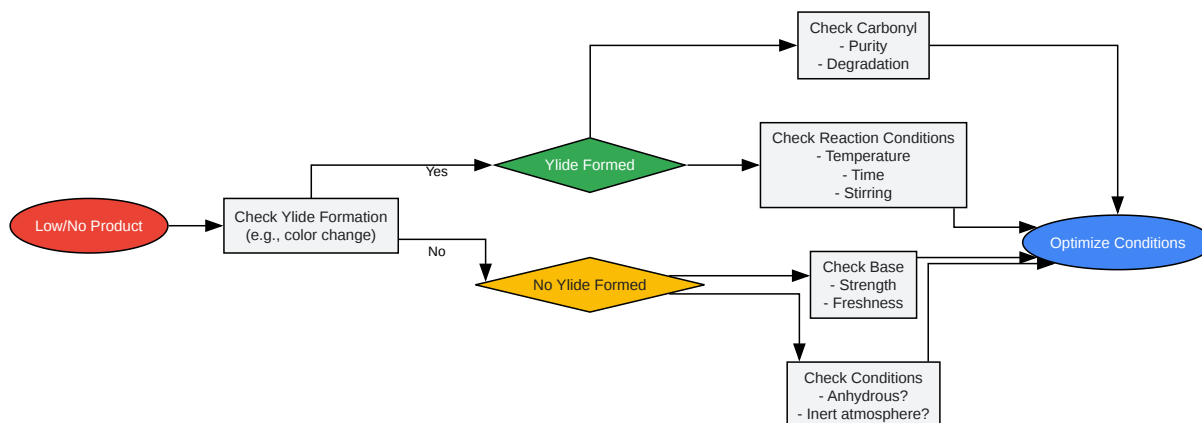 Low/No Product
Check Ylide Formation
(e.g., color change)
Yes
No
Ylide Formed
No Ylide Formed
Check Carbonyl
- Purity
- Degradation
Check Reaction Conditions
- Temperature
- Time
- Stirring
Check Base
- Strength
- Freshness
Check Conditions
- Anhydrous?
- Inert atmosphere?
Optimize Conditions